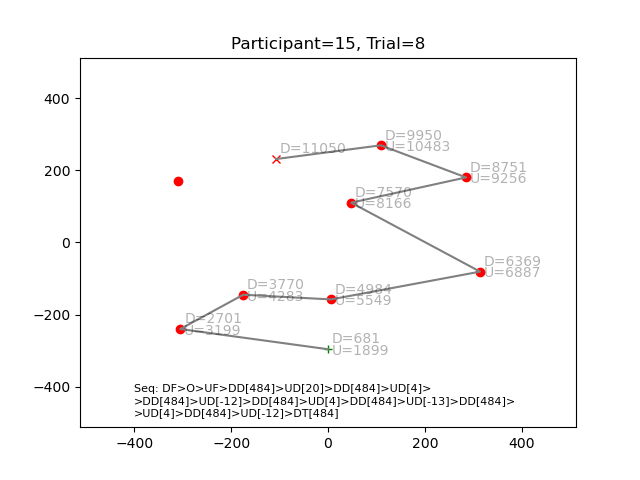 Participant=15, Trial=8
400
200
0
−200
−400
−400
−200
0
200
400
D=11050
D=9950
U=10483
D=8751
U=9256
D=7570
U=8166
D=6369
U=6887
D=3770
U=4283
D=4984
U=5549
D=2701
U=3199
D=681
U=1899
Seq: DF>O>UF>DD[484]>UD[20]>DD[484]>UD[4]>
>DD[484]>UD[-12]>DD[484]>UD[4]>DD[484]>UD[-13]>DD[484]>
>UD[4]>DD[484]>UD[-12]>DT[484]